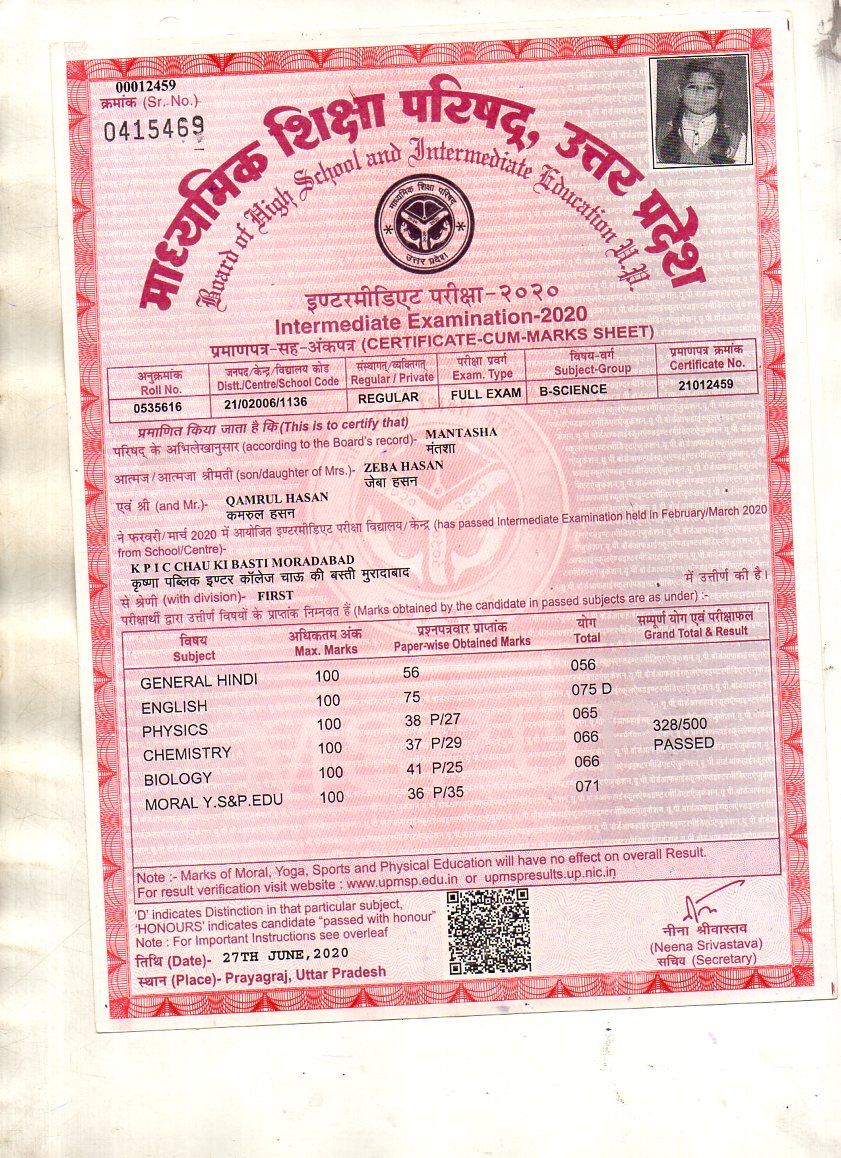 00012459
क्रमांक (Sr. No.)
0415469
माध्यमिक शिक्षा परिषद्, उत्तर प्रदेश
Board of High School and Intermediate Education U.P.
माध्यमिक शिक्षा परिषद्
उत्तर प्रदेश
इण्टरमीडिएट परीक्षा-२०२०
Intermediate Examination-2020
प्रमाणपत्र-सह-अंकपत्र (CERTIFICATE-CUM-MARKS SHEET)
अनुक्रमांक जनपद/केन्द्र/विद्यालय कोड संस्थागत्/व्यक्तिगत् परीक्षा प्रवर्ग विषय-वर्ग प्रमाणपत्र क्रमांक
Roll No. Distt./Centre/School Code Regular / Private Exam. Type Subject-Group Certificate No.
0535616 21/02006/1136 REGULAR FULL EXAM B-SCIENCE 21012459
प्रमाणित किया जाता है कि (This is to certify that)
परिषद् के अभिलेखानुसार (according to the Board's record)- MANTASHA
मंतशा
आत्मज/आत्मजा श्रीमती (son/daughter of Mrs.)- ZEBA HASAN
जेबा हसन
एवं श्री (and Mr.)- QAMRUL HASAN
कमरुल हसन
ने फरवरी/मार्च 2020 में आयोजित इण्टरमीडिएट परीक्षा विद्यालय/केन्द्र (has passed Intermediate Examination held in February/March 2020
from School/Centre)-
K P I C CHAU KI BASTI MORADABAD
कृष्णा पब्लिक इण्टर कॉलेज चाऊ की बस्ती मुरादाबाद
में उत्तीर्ण की है।
से श्रेणी (with division)- FIRST
परीक्षार्थी द्वारा उत्तीर्ण विषयों के प्राप्तांक निम्नवत हैं (Marks obtained by the candidate in passed subjects are as under) :-
विषय अधिकतम अंक प्रश्नपत्रवार प्राप्तांक योग सम्पूर्ण योग एवं परीक्षाफल
Subject Max. Marks Paper-wise Obtained Marks Total Grand Total & Result
GENERAL HINDI 100 56 056
ENGLISH 100 75 075 D
PHYSICS 100 38 P/27 065 328/500
CHEMISTRY 100 37 P/29 066 PASSED
BIOLOGY 100 41 P/25 066
MORAL Y.S&P.EDU 100 36 P/35 071
Note :- Marks of Moral, Yoga, Sports and Physical Education will have no effect on overall Result.
For result verification visit website : www.upmsp.edu.in or upmspresults.up.nic.in
'D' indicates Distinction in that particular subject,
'HONOURS' indicates candidate "passed with honour"
Note : For Important Instructions see overleaf
तिथि (Date)- 27TH JUNE,2020
स्थान (Place)- Prayagraj, Uttar Pradesh
नीना श्रीवास्तव
(Neena Srivastava)
सचिव (Secretary)